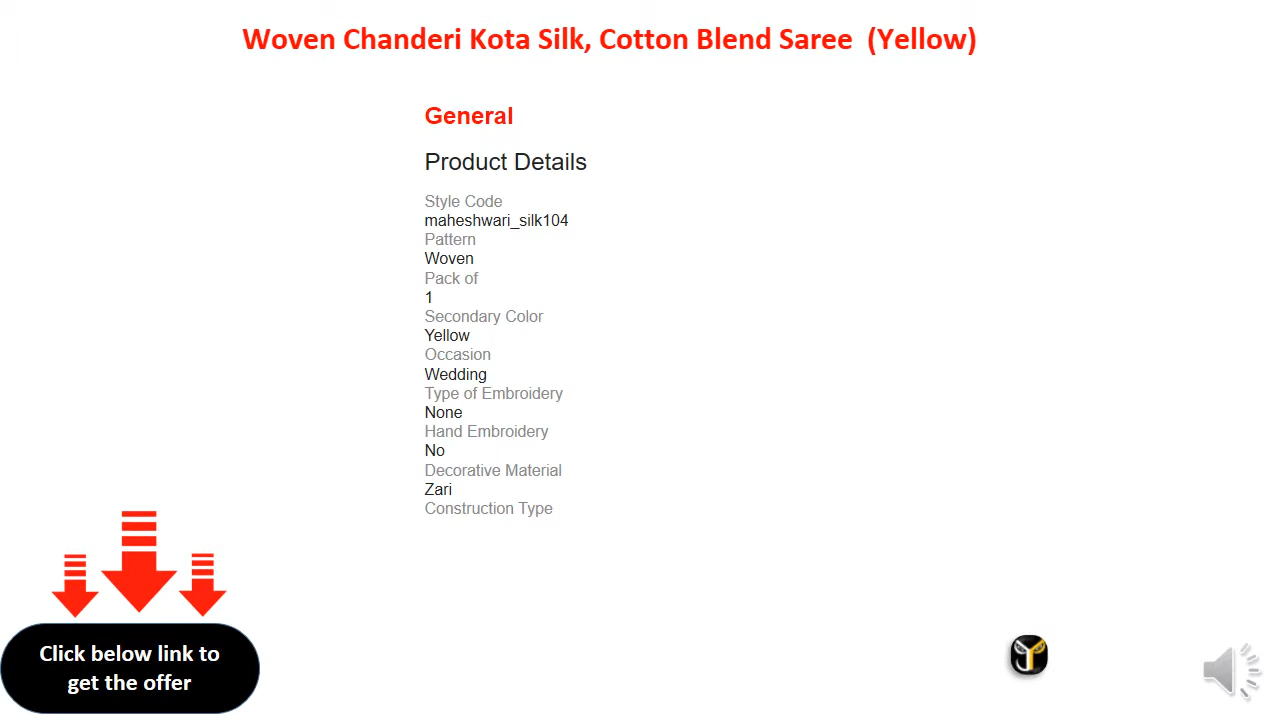 Woven Chanderi Kota Silk, Cotton Blend Saree (Yellow)
General
Product Details
Style Code
maheshwari_silk104
Pattern
Woven
Pack of
1
Secondary Color
Yellow
Occasion
Wedding
Type of Embroidery
None
Hand Embroidery
No
Decorative Material
Zari
Construction Type
Click below link to
get the offer